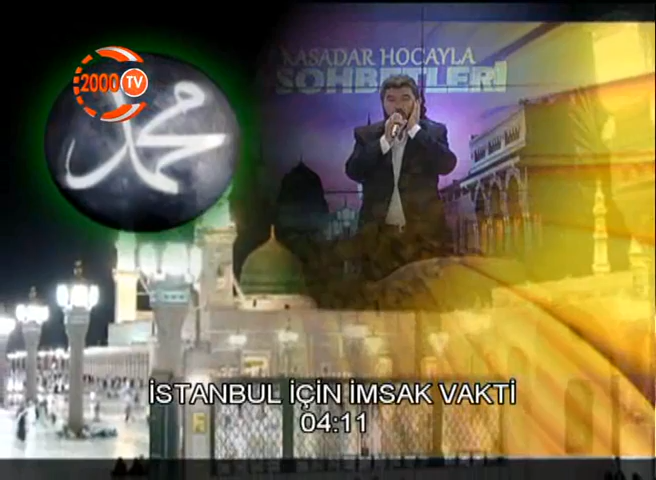 2000 TV
محمد
KASADAR HOCAYLA
SOHBETLERİ
İSTANBUL İÇİN İMSAK VAKTİ
04:11